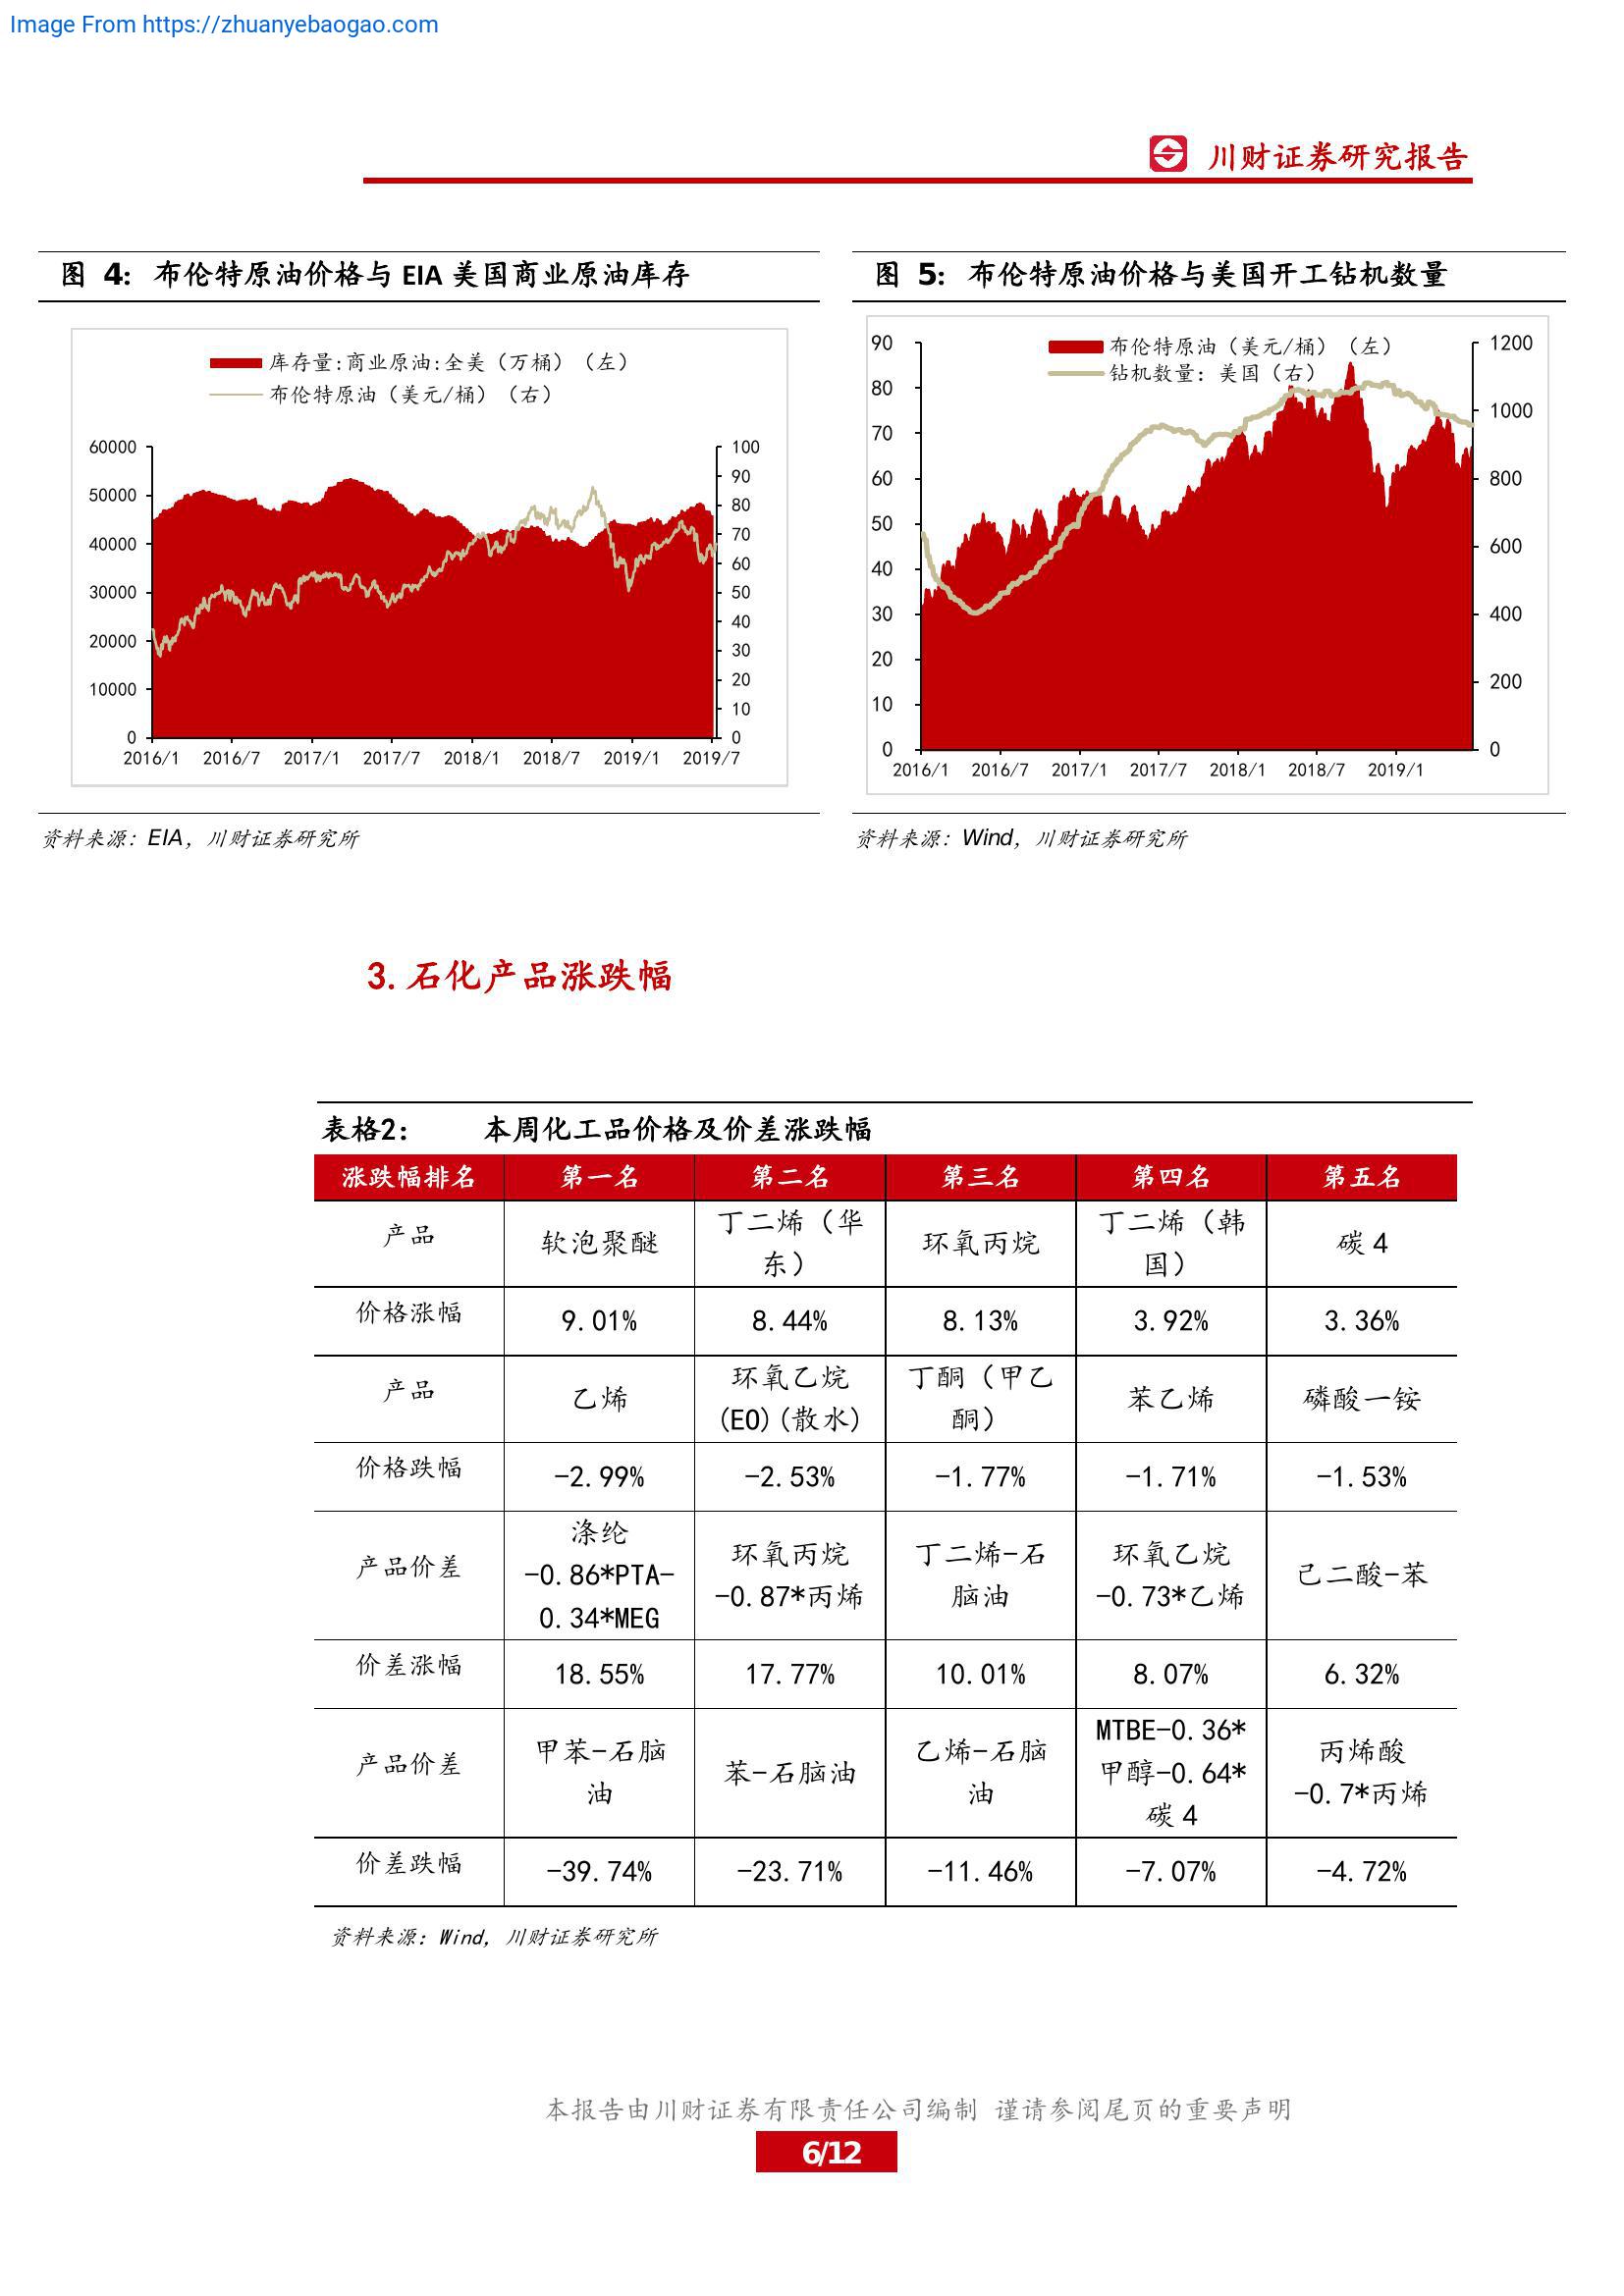 Image From https://zhuanyebaogao.com
川财证券研究报告
图 4: 布伦特原油价格与 EIA 美国商业原油库存
库存量:商业原油:全美（万桶）（左）
布伦特原油（美元/桶）（右）
60000
50000
40000
30000
20000
10000
0
100
90
80
70
60
50
40
30
20
10
0
2016/1 2016/7 2017/1 2017/7 2018/1 2018/7 2019/1 2019/7
资料来源：EIA，川财证券研究所
图 5: 布伦特原油价格与美国开工钻机数量
布伦特原油（美元/桶）（左）
钻机数量：美国（右）
90
80
70
60
50
40
30
20
10
0
1200
1000
800
600
400
200
0
2016/1 2016/7 2017/1 2017/7 2018/1 2018/7 2019/1
资料来源：Wind，川财证券研究所
3.石化产品涨跌幅
表格2： 本周化工品价格及价差涨跌幅
涨跌幅排名 第一名 第二名 第三名 第四名 第五名
产品 软泡聚醚 丁二烯（华东） 环氧丙烷 丁二烯（韩国） 碳 4
价格涨幅 9.01% 8.44% 8.13% 3.92% 3.36%
产品 乙烯 环氧乙烷(EO)(散水) 丁酮（甲乙酮） 苯乙烯 磷酸一铵
价格跌幅 -2.99% -2.53% -1.77% -1.71% -1.53%
产品价差 涤纶-0.86*PTA-0.34*MEG 环氧丙烷-0.87*丙烯 丁二烯-石脑油 环氧乙烷-0.73*乙烯 己二酸-苯
价差涨幅 18.55% 17.77% 10.01% 8.07% 6.32%
产品价差 甲苯-石脑油 苯-石脑油 乙烯-石脑油 MTBE-0.36*甲醇-0.64*碳 4 丙烯酸-0.7*丙烯
价差跌幅 -39.74% -23.71% -11.46% -7.07% -4.72%
资料来源：Wind，川财证券研究所
本报告由川财证券有限责任公司编制 谨请参阅尾页的重要声明
6/12